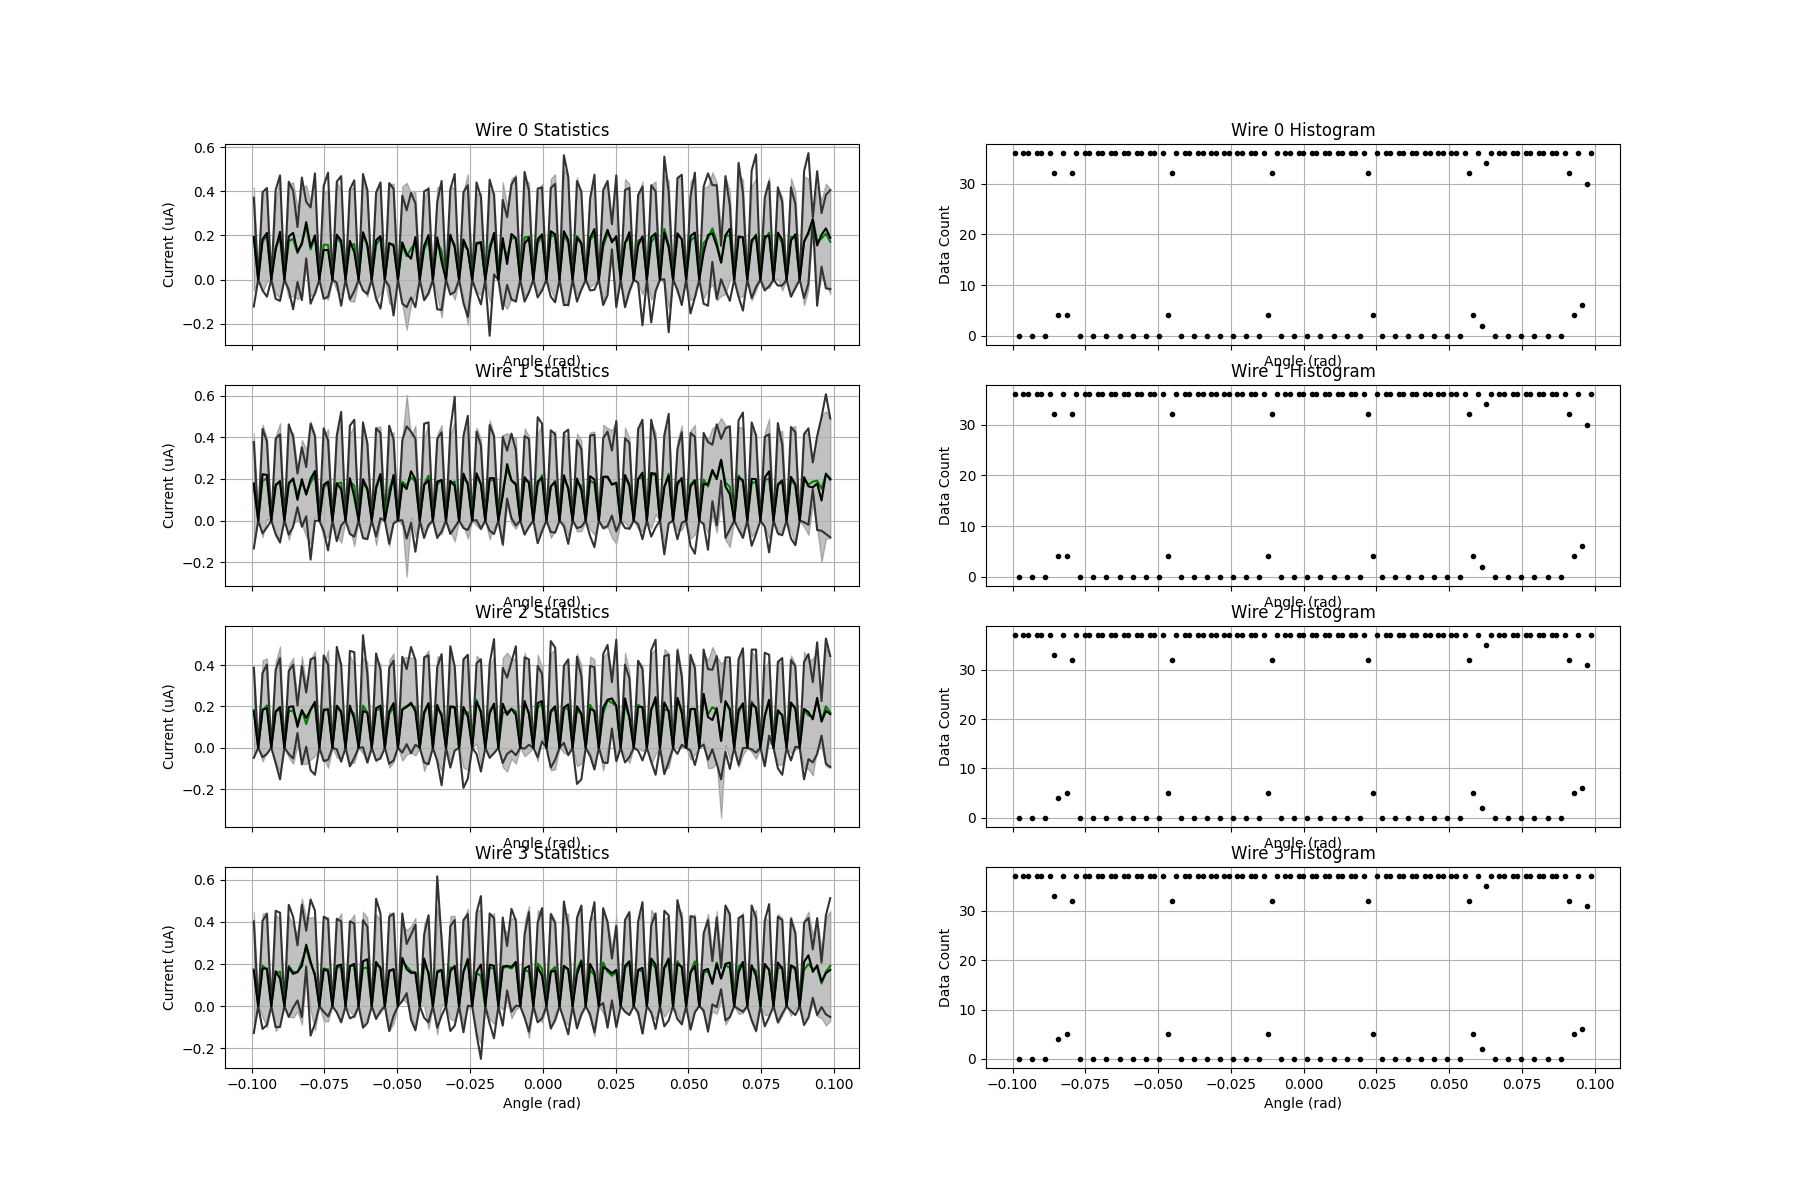 Wire 0 Statistics
Current (uA)
0.6
0.4
0.2
0.0
−0.2
Angle (rad)
Wire 0 Histogram
Data Count
30
20
10
0
Angle (rad)
Wire 1 Statistics
Current (uA)
0.6
0.4
0.2
0.0
−0.2
Angle (rad)
Wire 1 Histogram
Data Count
30
20
10
0
Angle (rad)
Wire 2 Statistics
Current (uA)
0.4
0.2
0.0
−0.2
Angle (rad)
Wire 2 Histogram
Data Count
30
20
10
0
Angle (rad)
Wire 3 Statistics
Current (uA)
0.6
0.4
0.2
0.0
−0.2
−0.100 −0.075 −0.050 −0.025 0.000 0.025 0.050 0.075 0.100
Angle (rad)
Wire 3 Histogram
Data Count
30
20
10
0
−0.100 −0.075 −0.050 −0.025 0.000 0.025 0.050 0.075 0.100
Angle (rad)